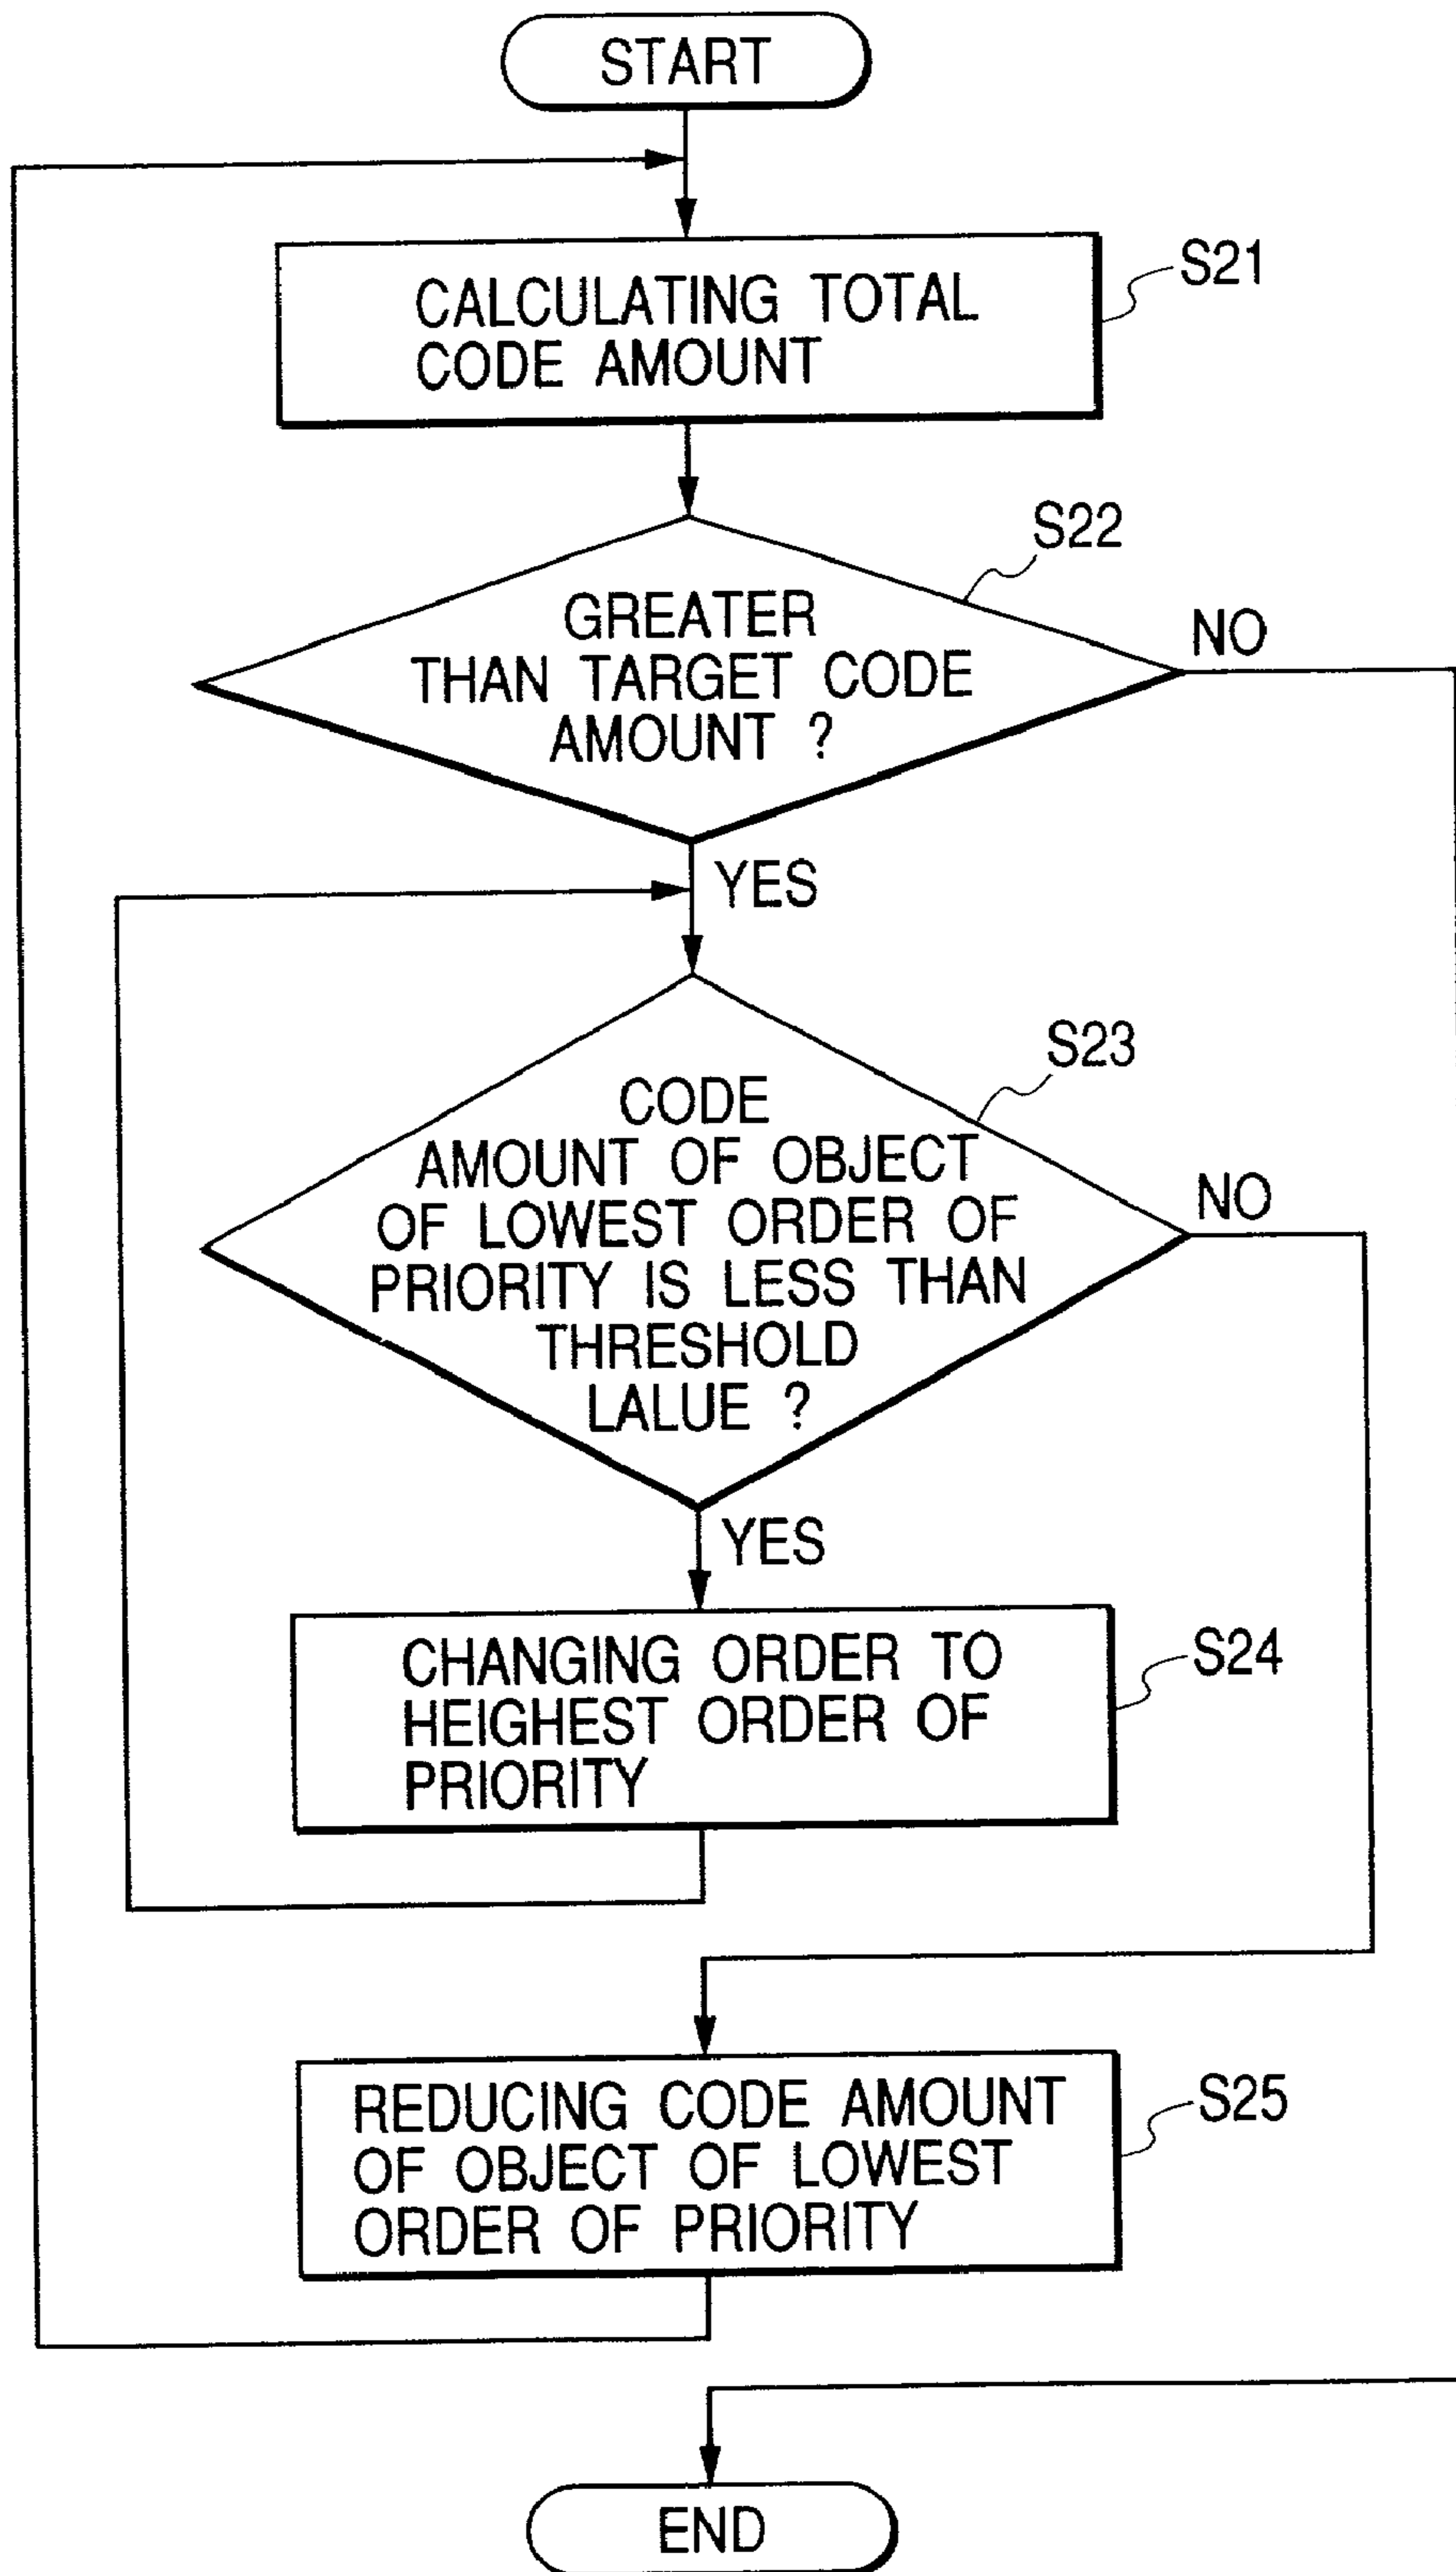 START
CALCULATING TOTAL
CODE AMOUNT
S21
GREATER
THAN TARGET CODE
AMOUNT ?
S22
NO
YES
CODE
AMOUNT OF OBJECT
OF LOWEST ORDER OF
PRIORITY IS LESS THAN
THRESHOLD
LALUE ?
S23
NO
YES
CHANGING ORDER TO
HEIGHEST ORDER OF
PRIORITY
S24
REDUCING CODE AMOUNT
OF OBJECT OF LOWEST
ORDER OF PRIORITY
S25
END